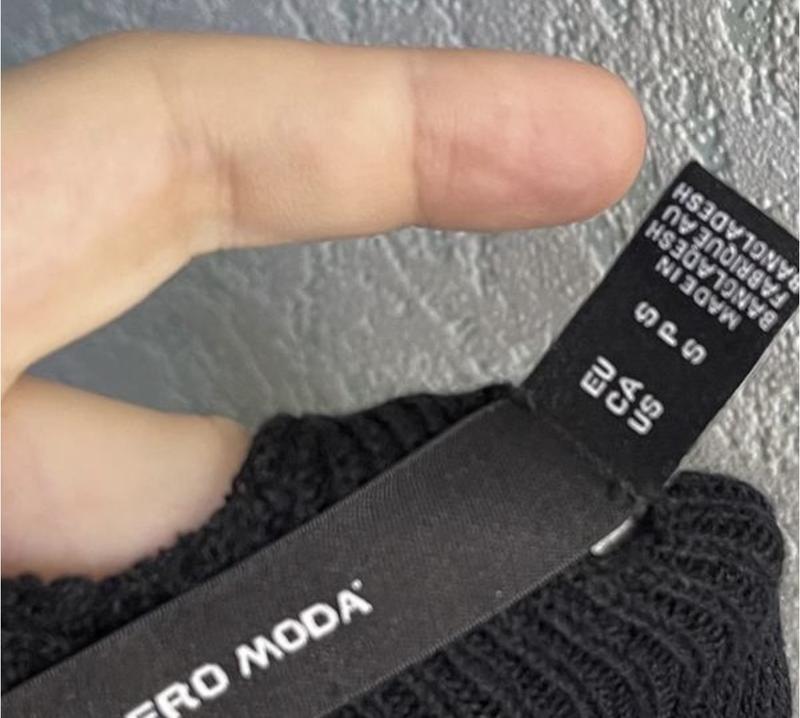 ERO MODA
EU S
CA P
US S
MADE IN
BANGLADESH
FABRIQUE AU
BANGLADESH